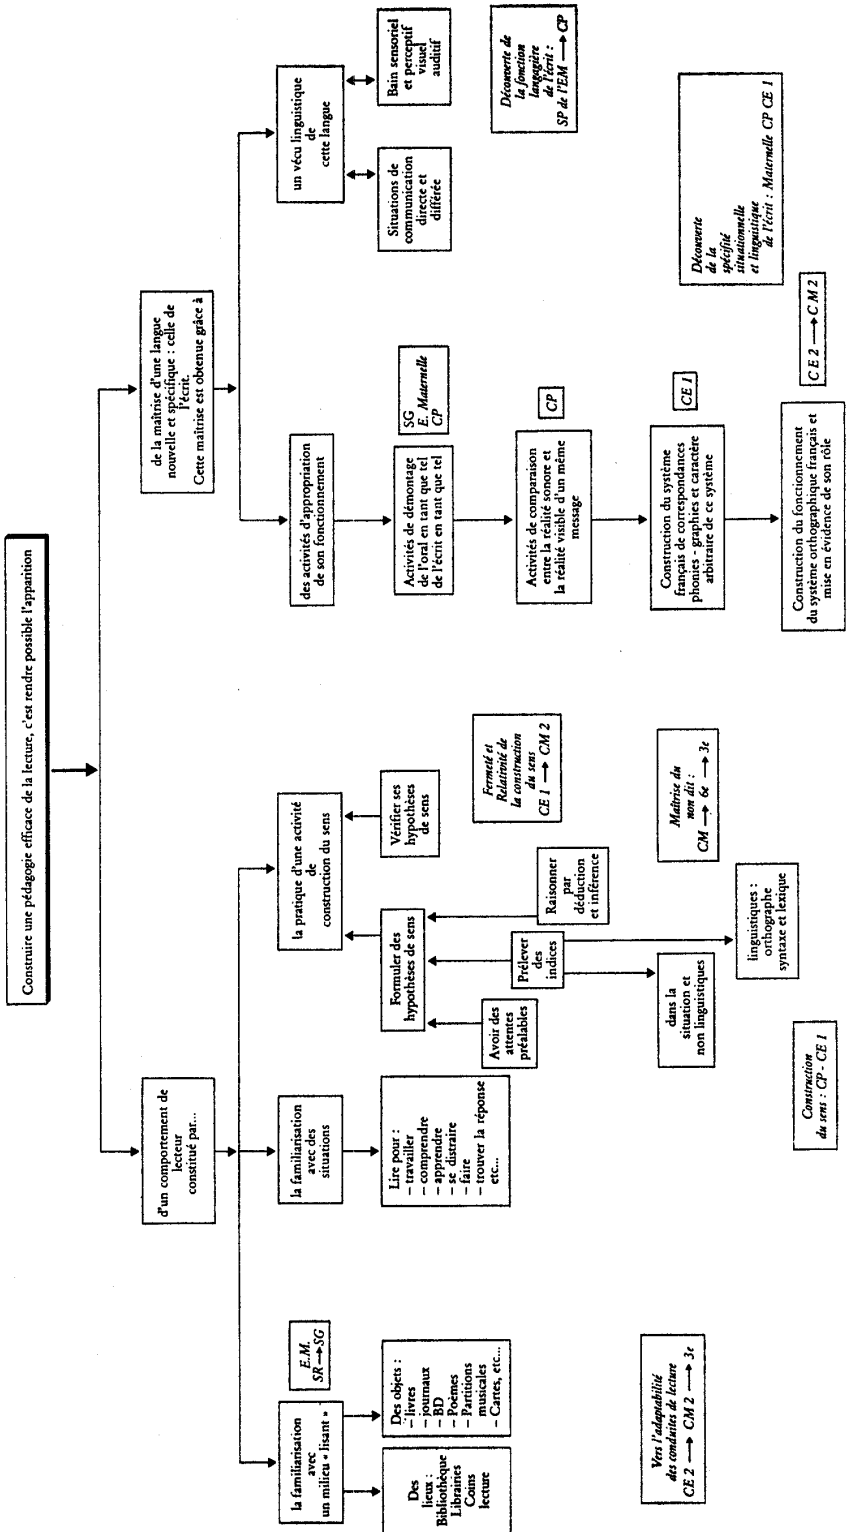 Construire une pédagogie efficace de la lecture, c'est rendre possible l'apparition
d'un comportement de
lecteur
constitué par...
de la maîtrise d'une langue
nouvelle et spécifique : celle de
l'écrit.
Cette maîtrise est obtenue grâce à
la familiarisation
avec
un milieu « lisant »
E.M.
SR → SG
la familiarisation
avec des
situations
la pratique d'une activité
de
construction du sens
des activités d'appropriation
de son fonctionnement
un vécu linguistique
de
cette langue
Des
lieux :
Bibliothèque
Librairies
Coins
lecture
Des objets :
– livres
– journaux
– BD
– Poèmes
– Partitions
musicales
– Cartes, etc...
Lire pour :
– travailler
– comprendre
– apprendre
– se distraire
– faire
– trouver la réponse
etc...
Formuler des
hypothèses de sens
Vérifier ses
hypothèses
de sens
Activités de démontage
de l'oral en tant que tel
de l'écrit en tant que tel
SG
E. Maternelle
CP
Situations de
communication
directe et
différée
Bain sensoriel
et perceptif
visuel
auditif
Avoir des
attentes
préalables
Prélever
des
indices
Raisonner
par
déduction
et inférence
Fermeté et
Relativité de
la construction
du sens
CE 1 → CM 2
Activités de comparaison
entre la réalité sonore et
la réalité visible d'un même
message
CP
Découverte de
la fonction
langagière
de l'écrit :
SP de l'EM → CP
Vers l'adaptabilité
des conduites de lecture
CE 2 → CM 2 → 3e
dans la
situation et
non linguistiques
linguistiques :
orthographe
syntaxe et lexique
Maîtrise du
non dit :
CM → 6e → 3e
Construction du système
français de correspondances
phonies - graphies et caractère
arbitraire de ce système
CE 1
Découverte
de la
spécifité
situationnelle
et linguistique
de l'écrit : Maternelle CP CE 1
Construction
du sens : CP - CE 1
Construction du fonctionnement
du système orthographique français et
mise en évidence de son rôle
CE 2 → CM 2